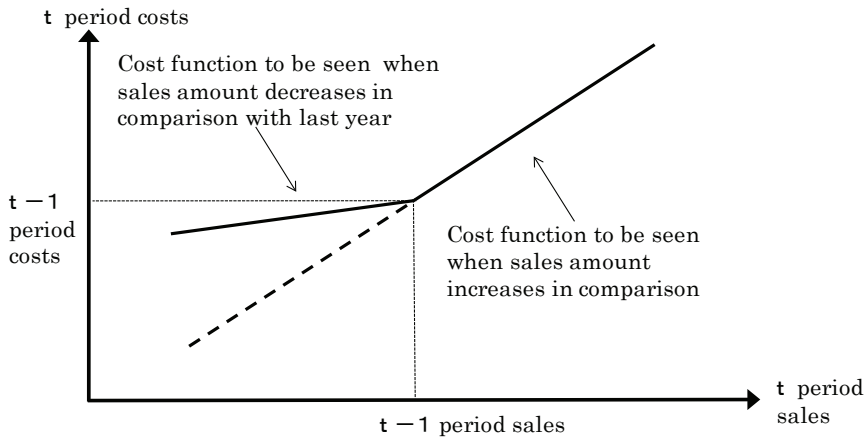 t period costs
Cost function to be seen when
sales amount decreases in
comparison with last year
t－1
period
costs
Cost function to be seen
when sales amount
increases in comparison
t period
sales
t－1 period sales